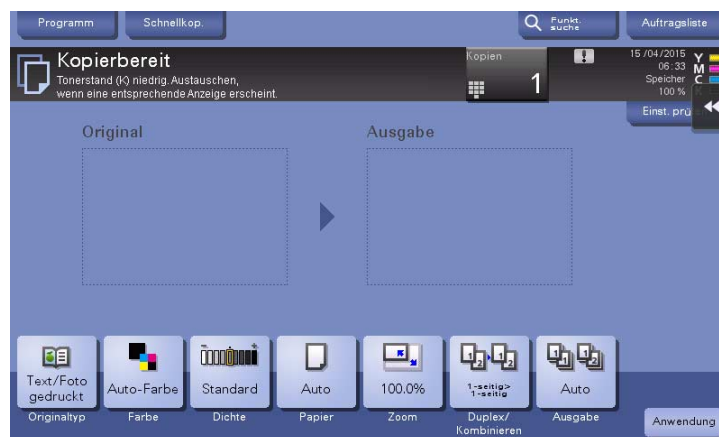 Programm
Schnellkop.
Funkt.
suche
Auftragsliste
Kopierbereit
Tonerstand (K) niedrig. Austauschen,
wenn eine entsprechende Anzeige erscheint.
Kopien
1
15/04/2015
06:33
Speicher
100 %
Y
M
C
K
Einst. prü
Original
Ausgabe
Text/Foto
gedruckt
Auto-Farbe
Standard
Auto
100.0%
1-seitig>
1-seitig
Auto
Originaltyp
Farbe
Dichte
Papier
Zoom
Duplex/
Kombinieren
Ausgabe
Anwendung